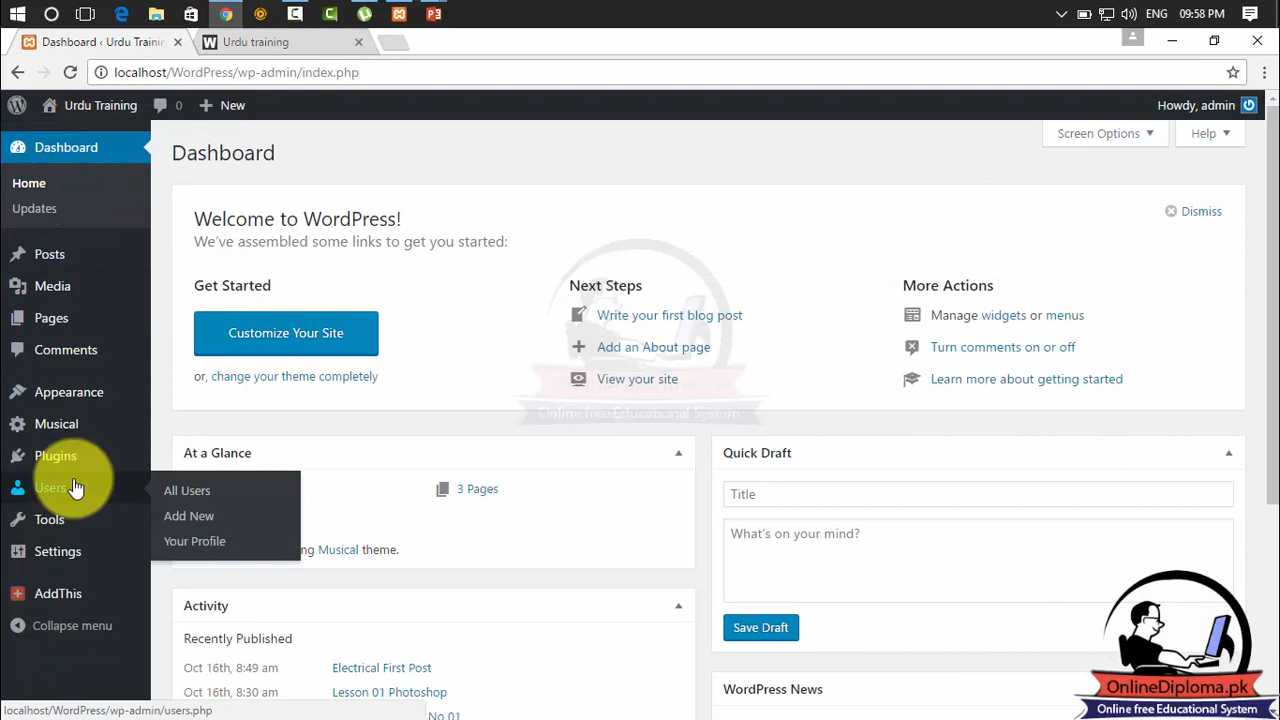 ENG 09:58 PM
Dashboard ‹ Urdu Trainin
Urdu training
localhost/WordPress/wp-admin/index.php
Urdu Training 0 New
Howdy, admin
Dashboard
Home
Updates
Posts
Media
Pages
Comments
Appearance
Musical
Plugins
Users
Tools
Settings
AddThis
Collapse menu
All Users
Add New
Your Profile
Screen Options
Help
Dashboard
Welcome to WordPress!
We've assembled some links to get you started:
Dismiss
Get Started
Customize Your Site
or, change your theme completely
Next Steps
Write your first blog post
Add an About page
View your site
More Actions
Manage widgets or menus
Turn comments on or off
Learn more about getting started
Online free Educational System
At a Glance
3 Pages
ng Musical theme.
Activity
Recently Published
Oct 16th, 8:49 am Electrical First Post
Oct 16th, 8:30 am Lesson 01 Photoshop
No 01
Quick Draft
Title
What's on your mind?
Save Draft
WordPress News
localhost/WordPress/wp-admin/users.php
OnlineDiploma.pk
Online free Educational System